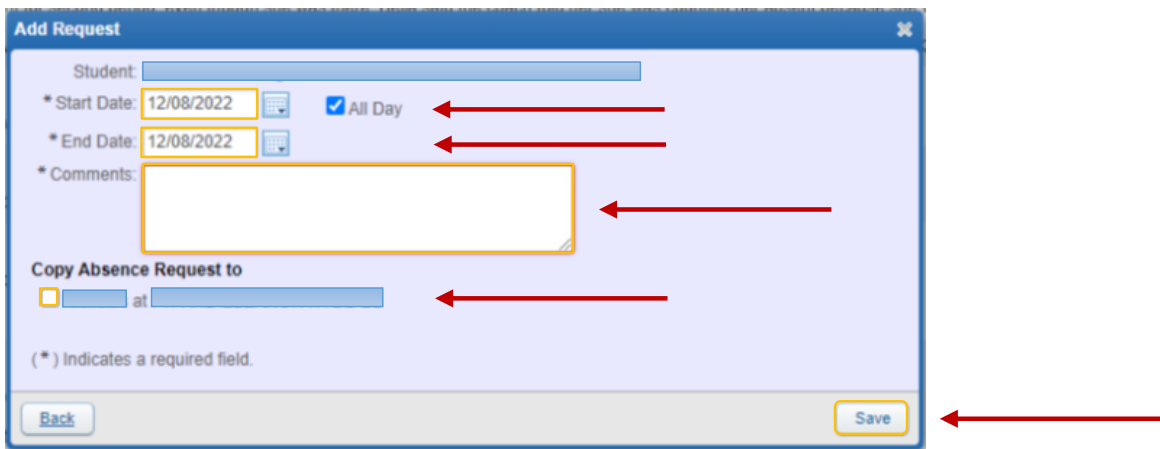 Add Request
Student:
* Start Date: 12/08/2022 All Day
* End Date: 12/08/2022
* Comments:
Copy Absence Request to
at
(*) Indicates a required field.
Back Save